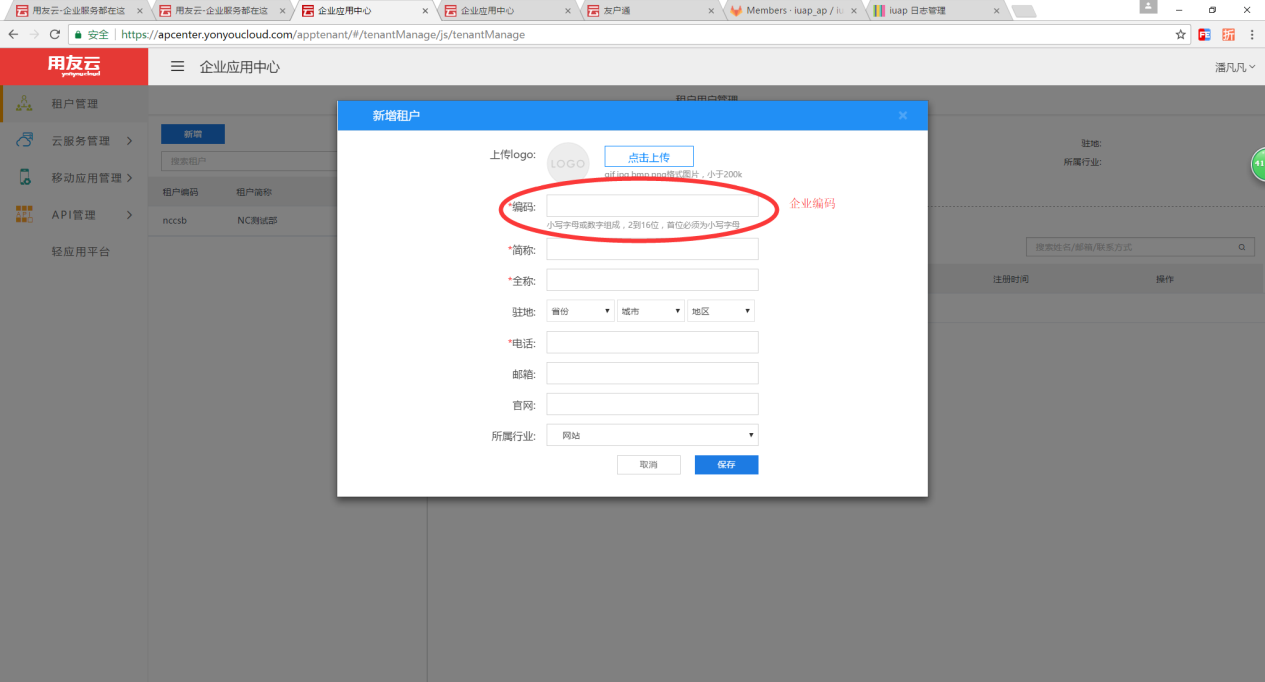 用友云-企业服务都在这
用友云-企业服务都在这
企业应用中心
企业应用中心
友户通
Members · iuap_ap / iu
iuap 日志管理
安全 https://apcenter.yonyoucloud.com/apptenant/#/tenantManage/js/tenantManage
用友云
yonyoucloud
企业应用中心
潘凡凡
租户管理
云服务管理
移动应用管理
API管理
轻应用平台
租户用户管理
新增
搜索租户
租户编码 租户简称
nccsb NC测试部
驻地:
所属行业:
搜索姓名/邮箱/联系方式
注册时间 操作
新增租户
上传logo:
LOGO
点击上传
gif,jpg,bmp,png格式图片，小于200k
*编码:
企业编码
小写字母或数字组成，2到16位，首位必须为小写字母
*简称:
*全称:
驻地: 省份 城市 地区
*电话:
邮箱:
官网:
所属行业: 网站
取消 保存